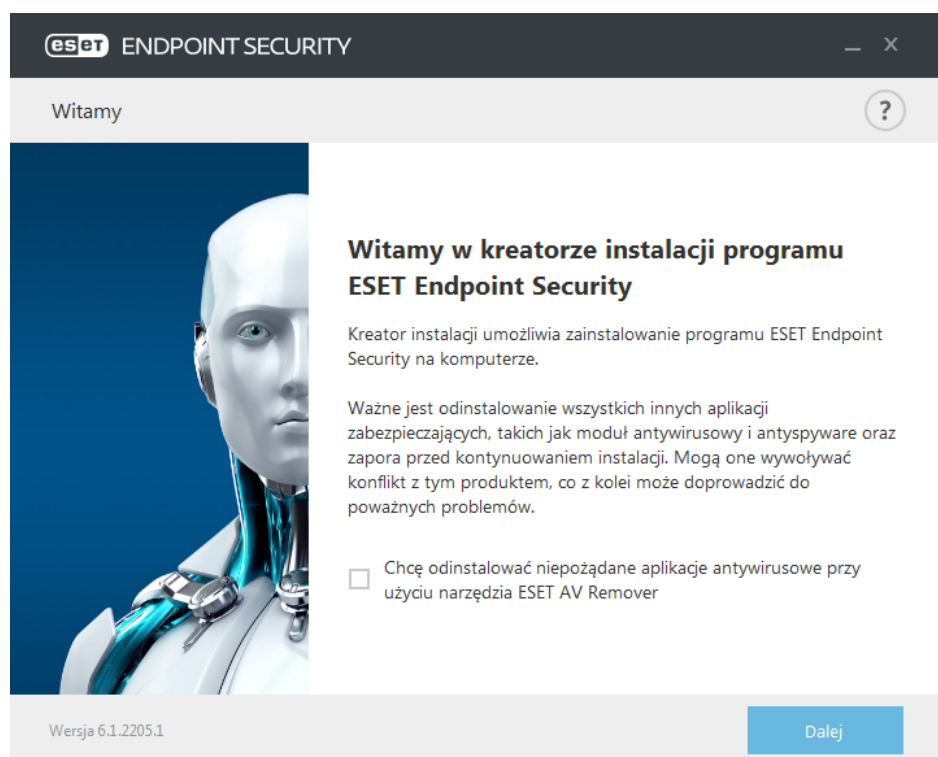 eseT ENDPOINT SECURITY
Witamy
?
Witamy w kreatorze instalacji programu
ESET Endpoint Security
Kreator instalacji umożliwia zainstalowanie programu ESET Endpoint
Security na komputerze.
Ważne jest odinstalowanie wszystkich innych aplikacji
zabezpieczających, takich jak moduł antywirusowy i antyspyware oraz
zapora przed kontynuowaniem instalacji. Mogą one wywoływać
konflikt z tym produktem, co z kolei może doprowadzić do
poważnych problemów.
Chcę odinstalować niepożądane aplikacje antywirusowe przy
użyciu narzędzia ESET AV Remover
Wersja 6.1.2205.1
Dalej